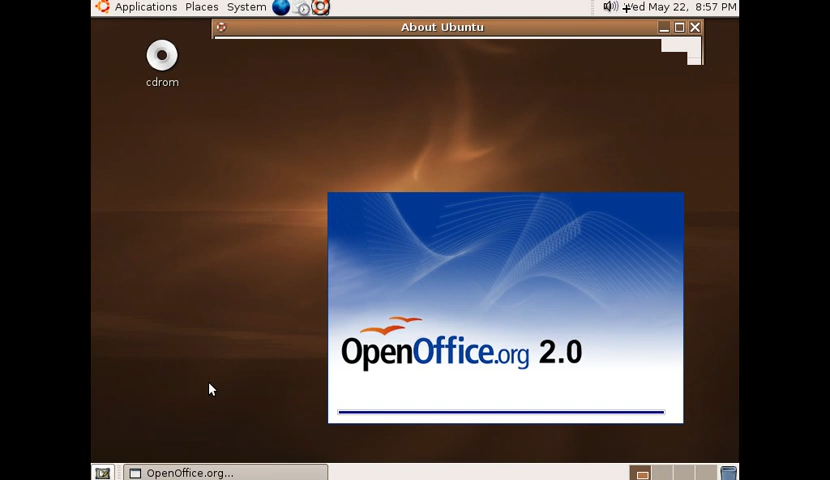 Applications Places System
Wed May 22, 8:57 PM
About Ubuntu
cdrom
OpenOffice.org 2.0
OpenOffice.org...